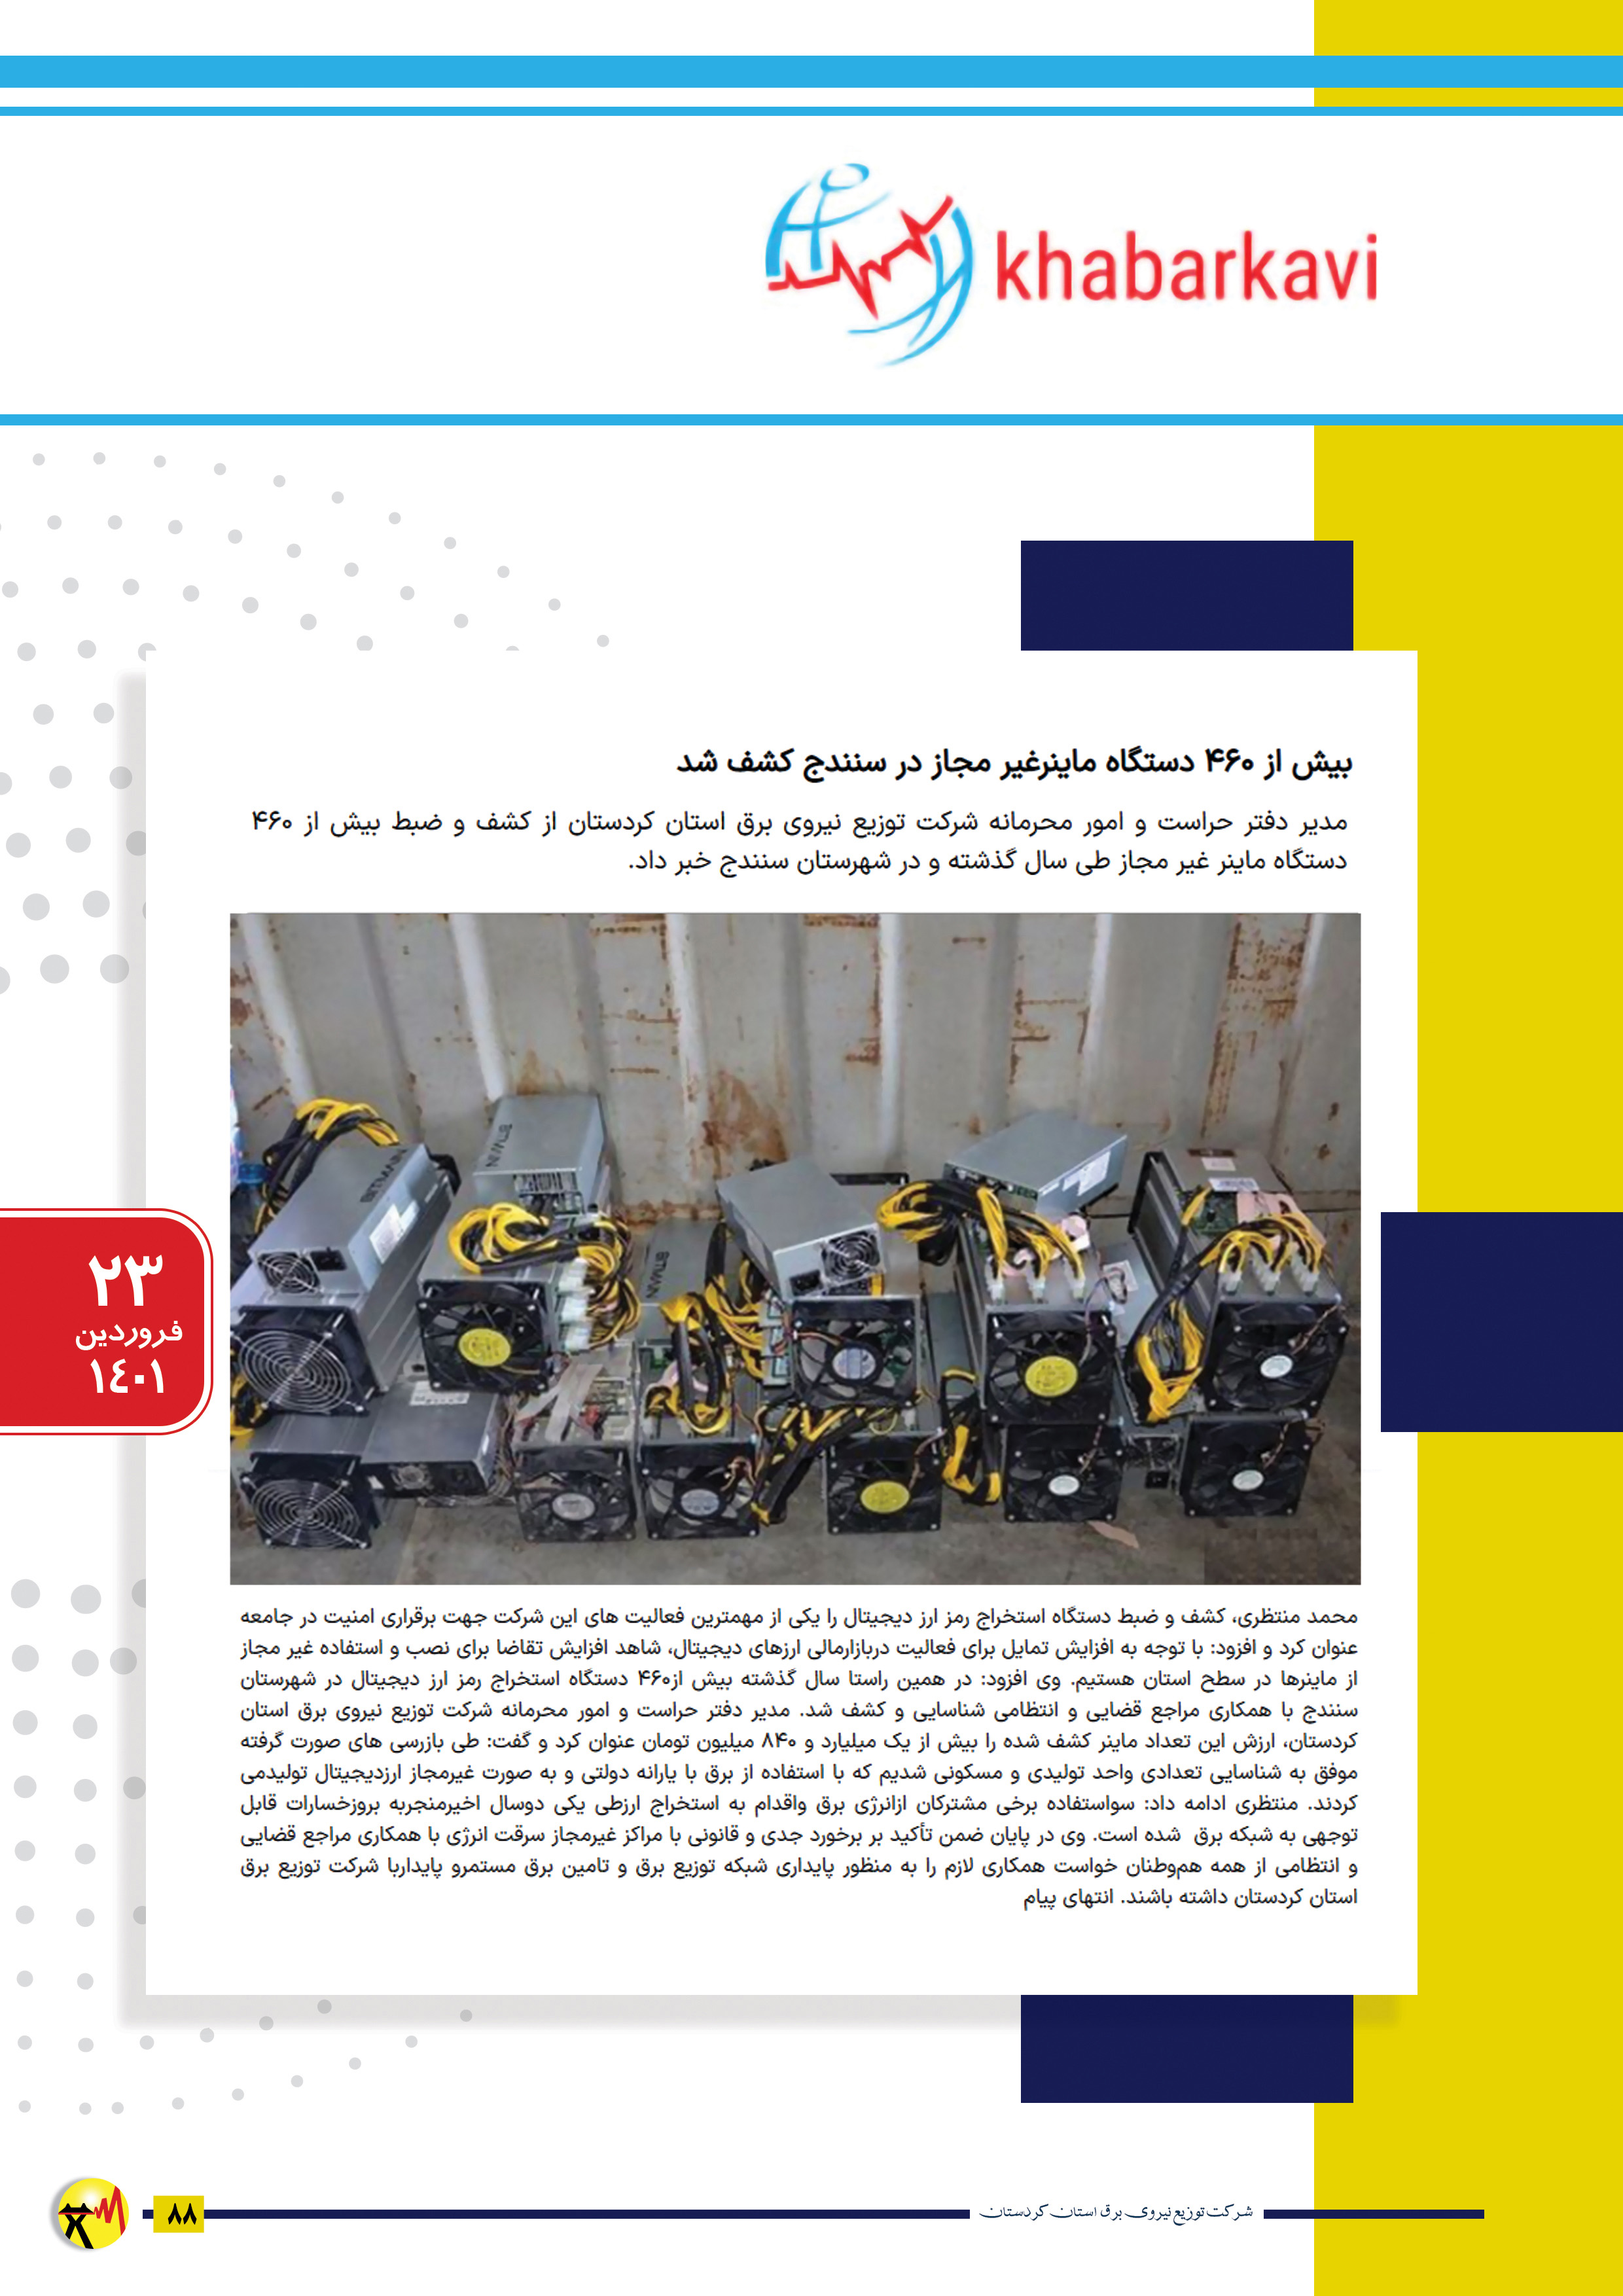 khabarkavi
بیش از ۴۶۰ دستگاه ماینرغیر مجاز در سنندج کشف شد
مدیر دفتر حراست و امور محرمانه شرکت توزیع نیروی برق استان کردستان از کشف و ضبط بیش از ۴۶۰
دستگاه ماینر غیر مجاز طی سال گذشته و در شهرستان سنندج خبر داد.
BITMAIN
BITMAIN
BITMAIN
۲۳
فروردین
١٤٠١
محمد منتظری، کشف و ضبط دستگاه استخراج رمز ارز دیجیتال را یکی از مهمترین فعالیت های این شرکت جهت برقراری امنیت در جامعه
عنوان کرد و افزود: با توجه به افزایش تمایل برای فعالیت دربازارمالی ارزهای دیجیتال، شاهد افزایش تقاضا برای نصب و استفاده غیر مجاز
از ماینرها در سطح استان هستیم. وی افزود: در همین راستا سال گذشته بیش از۴۶۰ دستگاه استخراج رمز ارز دیجیتال در شهرستان
سنندج با همکاری مراجع قضایی و انتظامی شناسایی و کشف شد. مدیر دفتر حراست و امور محرمانه شرکت توزیع نیروی برق استان
کردستان، ارزش این تعداد ماینر کشف شده را بیش از یک میلیارد و ۸۴۰ میلیون تومان عنوان کرد و گفت: طی بازرسی های صورت گرفته
موفق به شناسایی تعدادی واحد تولیدی و مسکونی شدیم که با استفاده از برق با یارانه دولتی و به صورت غیرمجاز ارزدیجیتال تولیدمی
کردند. منتظری ادامه داد: سواستفاده برخی مشترکان ازانرژی برق واقدام به استخراج ارزطی یکی دوسال اخیرمنجربه بروزخسارات قابل
توجهی به شبکه برق شده است. وی در پایان ضمن تأکید بر برخورد جدی و قانونی با مراکز غیرمجاز سرقت انرژی با همکاری مراجع قضایی
و انتظامی از همه هم‌وطنان خواست همکاری لازم را به منظور پایداری شبکه توزیع برق و تامین برق مستمرو پایداربا شرکت توزیع برق
استان کردستان داشته باشند. انتهای پیام
شرکت توزیع نیروی برق استان کردستان
۸۸